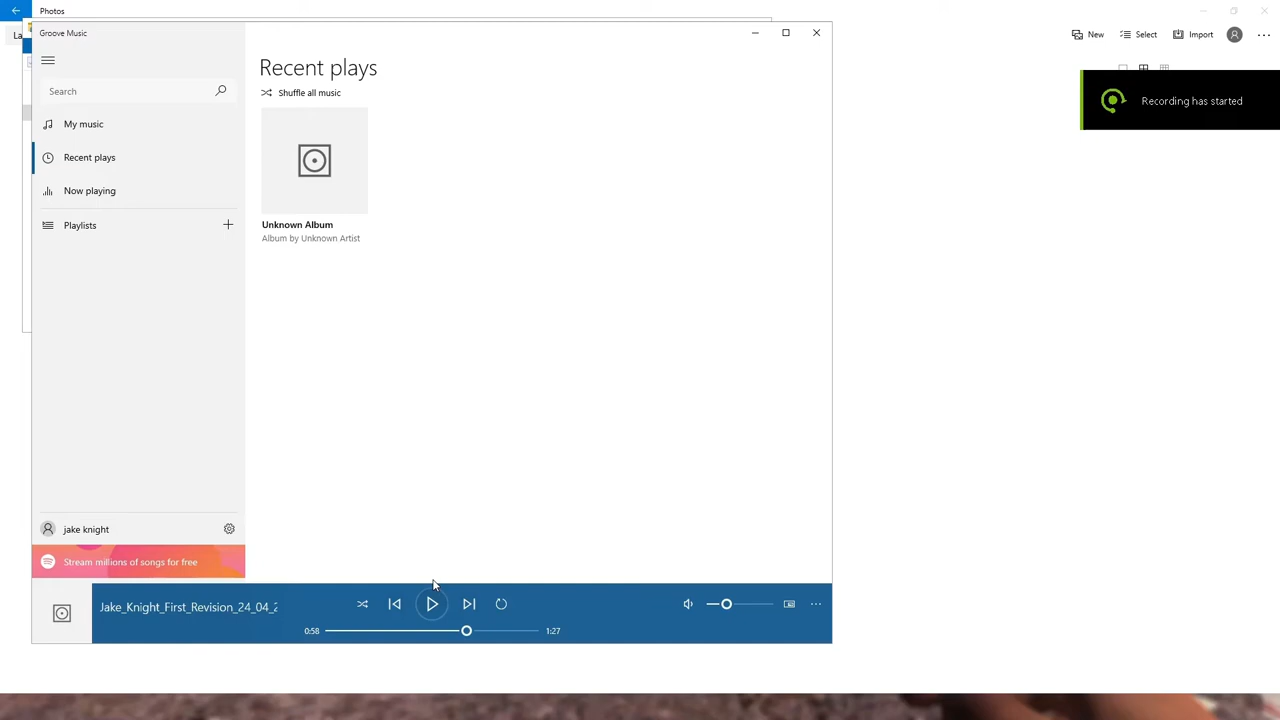 Photos
La
New
Select
Import
Groove Music
Search
My music
Recent plays
Now playing
Playlists
jake knight
Stream millions of songs for free
Recent plays
Shuffle all music
Unknown Album
Album by Unknown Artist
Recording has started
Jake_Knight_First_Revision_24_04_2
0:58
1:27